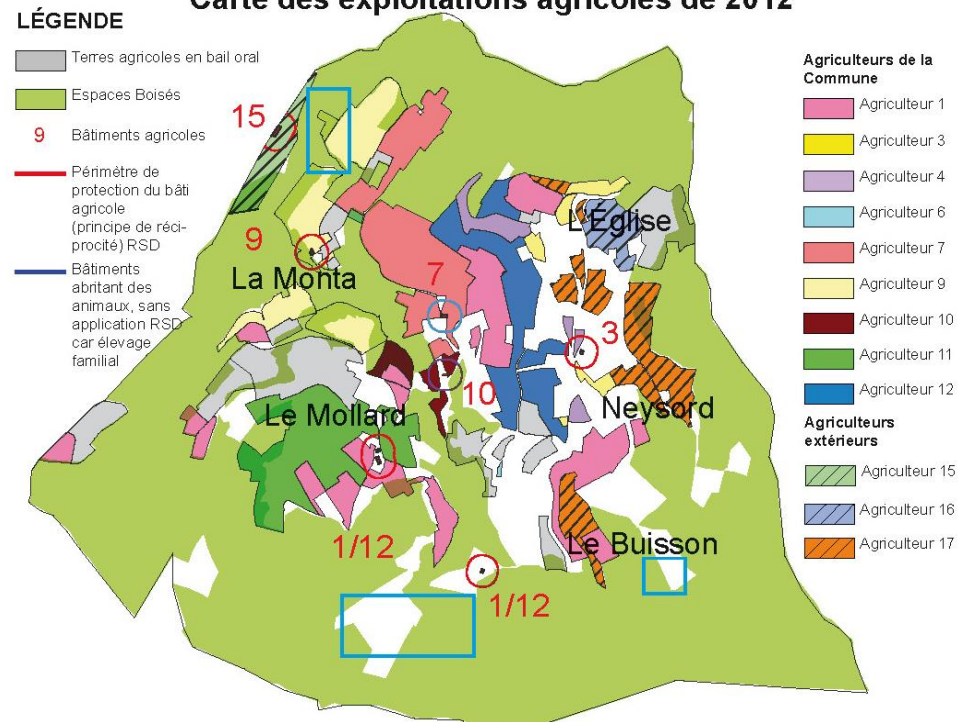 Carte des exploitations agricoles de 2012
LÉGENDE
Terres agricoles en bail oral
Espaces Boisés
9 Bâtiments agricoles
Périmètre de
protection du bâti
agricole
(principe de réci-
procité) RSD
Bâtiments
abritant des
animaux, sans
application RSD
car élevage
familial
15
9
La Monta
7
L'Église
3
10
Le Mollard
Neysord
1/12
Le Buisson
1/12
Agriculteurs de la
Commune
Agriculteur 1
Agriculteur 3
Agriculteur 4
Agriculteur 6
Agriculteur 7
Agriculteur 9
Agriculteur 10
Agriculteur 11
Agriculteur 12
Agriculteurs
extérieurs
Agriculteur 15
Agriculteur 16
Agriculteur 17